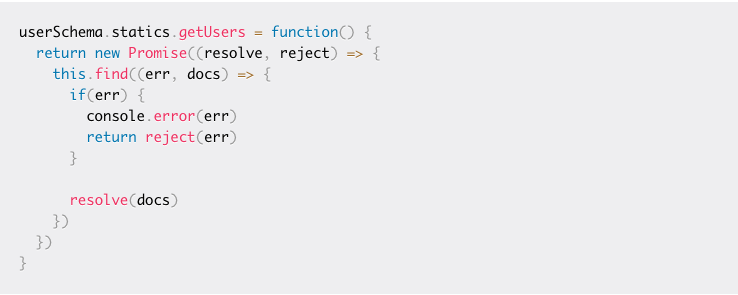 userSchema.statics.getUsers = function() {
  return new Promise((resolve, reject) => {
    this.find((err, docs) => {
      if(err) {
        console.error(err)
        return reject(err)
      }

      resolve(docs)
    })
  })
}